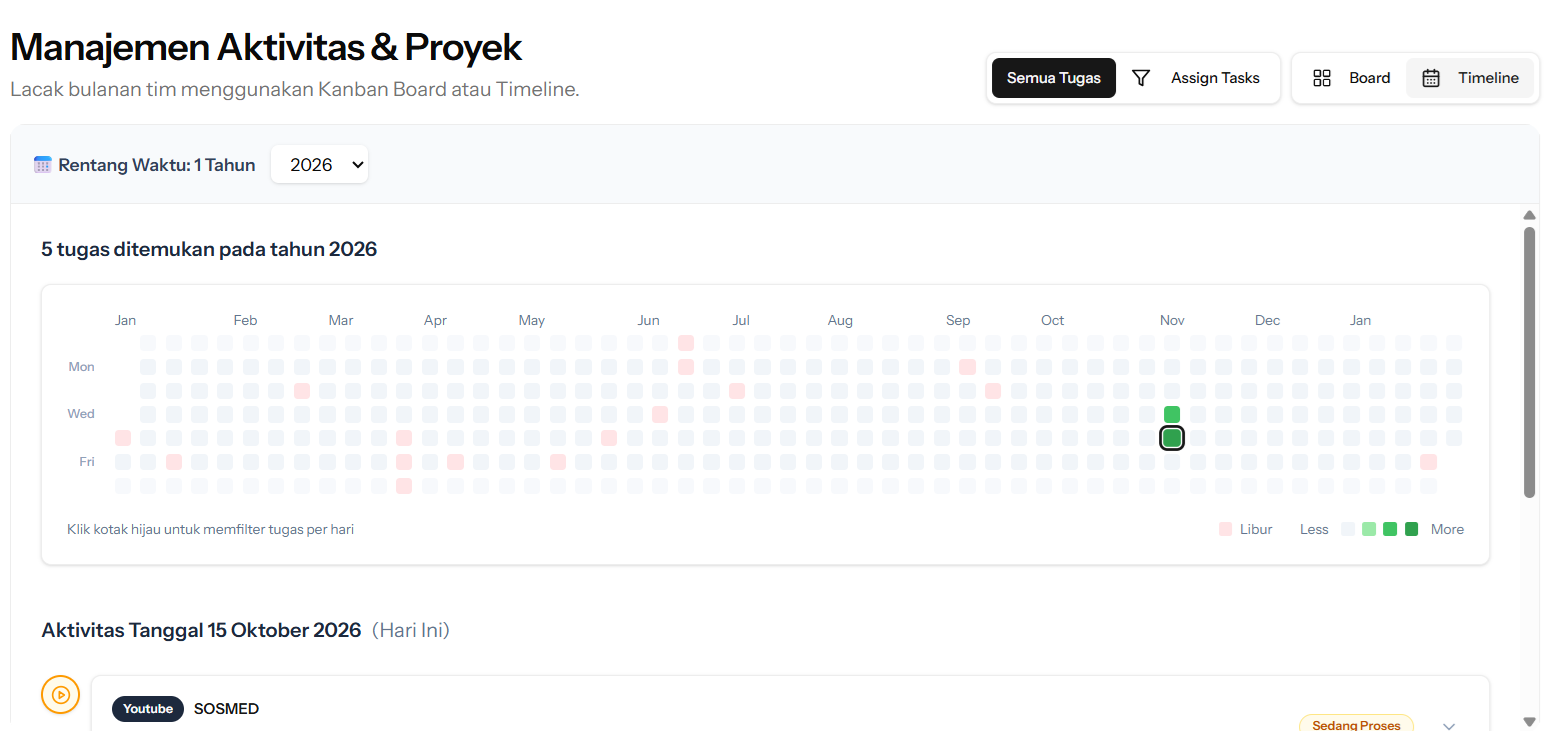 Manajemen Aktivitas & Proyek
Lacak bulanan tim menggunakan Kanban Board atau Timeline.
Semua Tugas Assign Tasks Board Timeline
Rentang Waktu: 1 Tahun 2026
5 tugas ditemukan pada tahun 2026
Jan Feb Mar Apr May Jun Jul Aug Sep Oct Nov Dec Jan
Mon
Wed
Fri
Klik kotak hijau untuk memfilter tugas per hari Libur Less More
Aktivitas Tanggal 15 Oktober 2026 (Hari Ini)
Youtube SOSMED
Sedang Proses